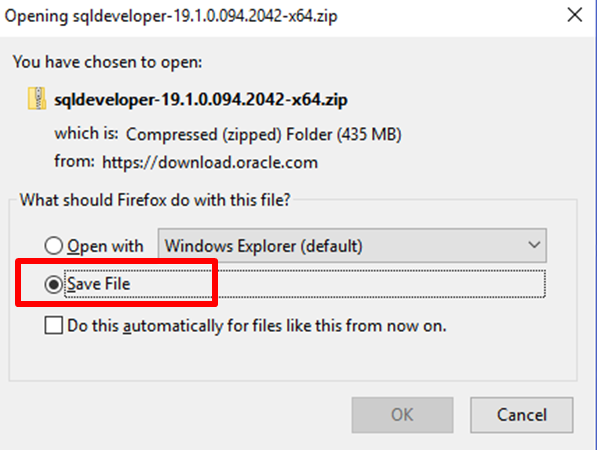 Opening sqldeveloper-19.1.0.094.2042-x64.zip
You have chosen to open:
sqldeveloper-19.1.0.094.2042-x64.zip
which is: Compressed (zipped) Folder (435 MB)
from: https://download.oracle.com
What should Firefox do with this file?
Open with Windows Explorer (default)
Save File
Do this automatically for files like this from now on.
OK Cancel